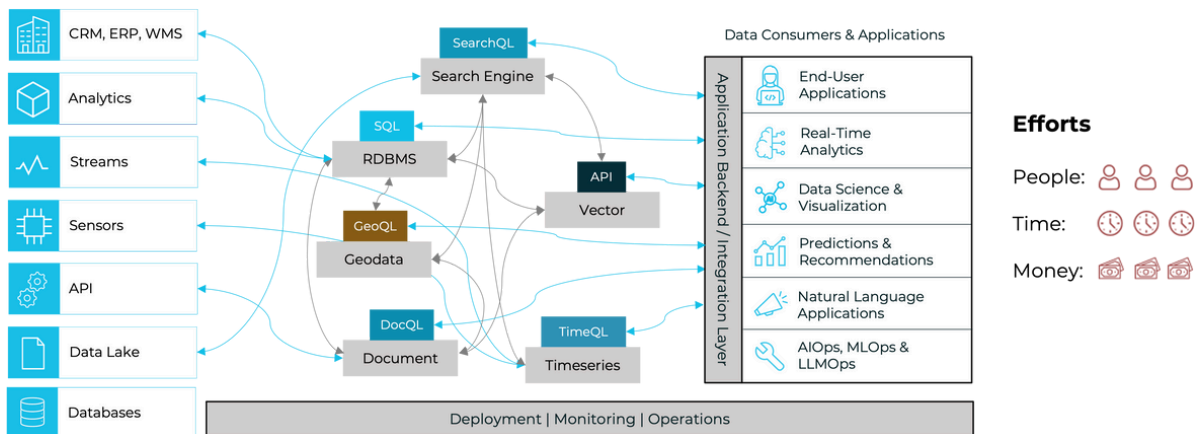 CRM, ERP, WMS
Analytics
Streams
Sensors
API
Data Lake
Databases
SearchQL
Search Engine
SQL
RDBMS
API
Vector
GeoQL
Geodata
DocQL
Document
TimeQL
Timeseries
Data Consumers & Applications
Application Backend / Integration Layer
End-User
Applications
Real-Time
Analytics
AI
Data Science &
Visualization
Predictions &
Recommendations
Natural Language
Applications
AIOps, MLOps &
LLMOps
Deployment | Monitoring | Operations
Efforts
People:
Time:
Money: